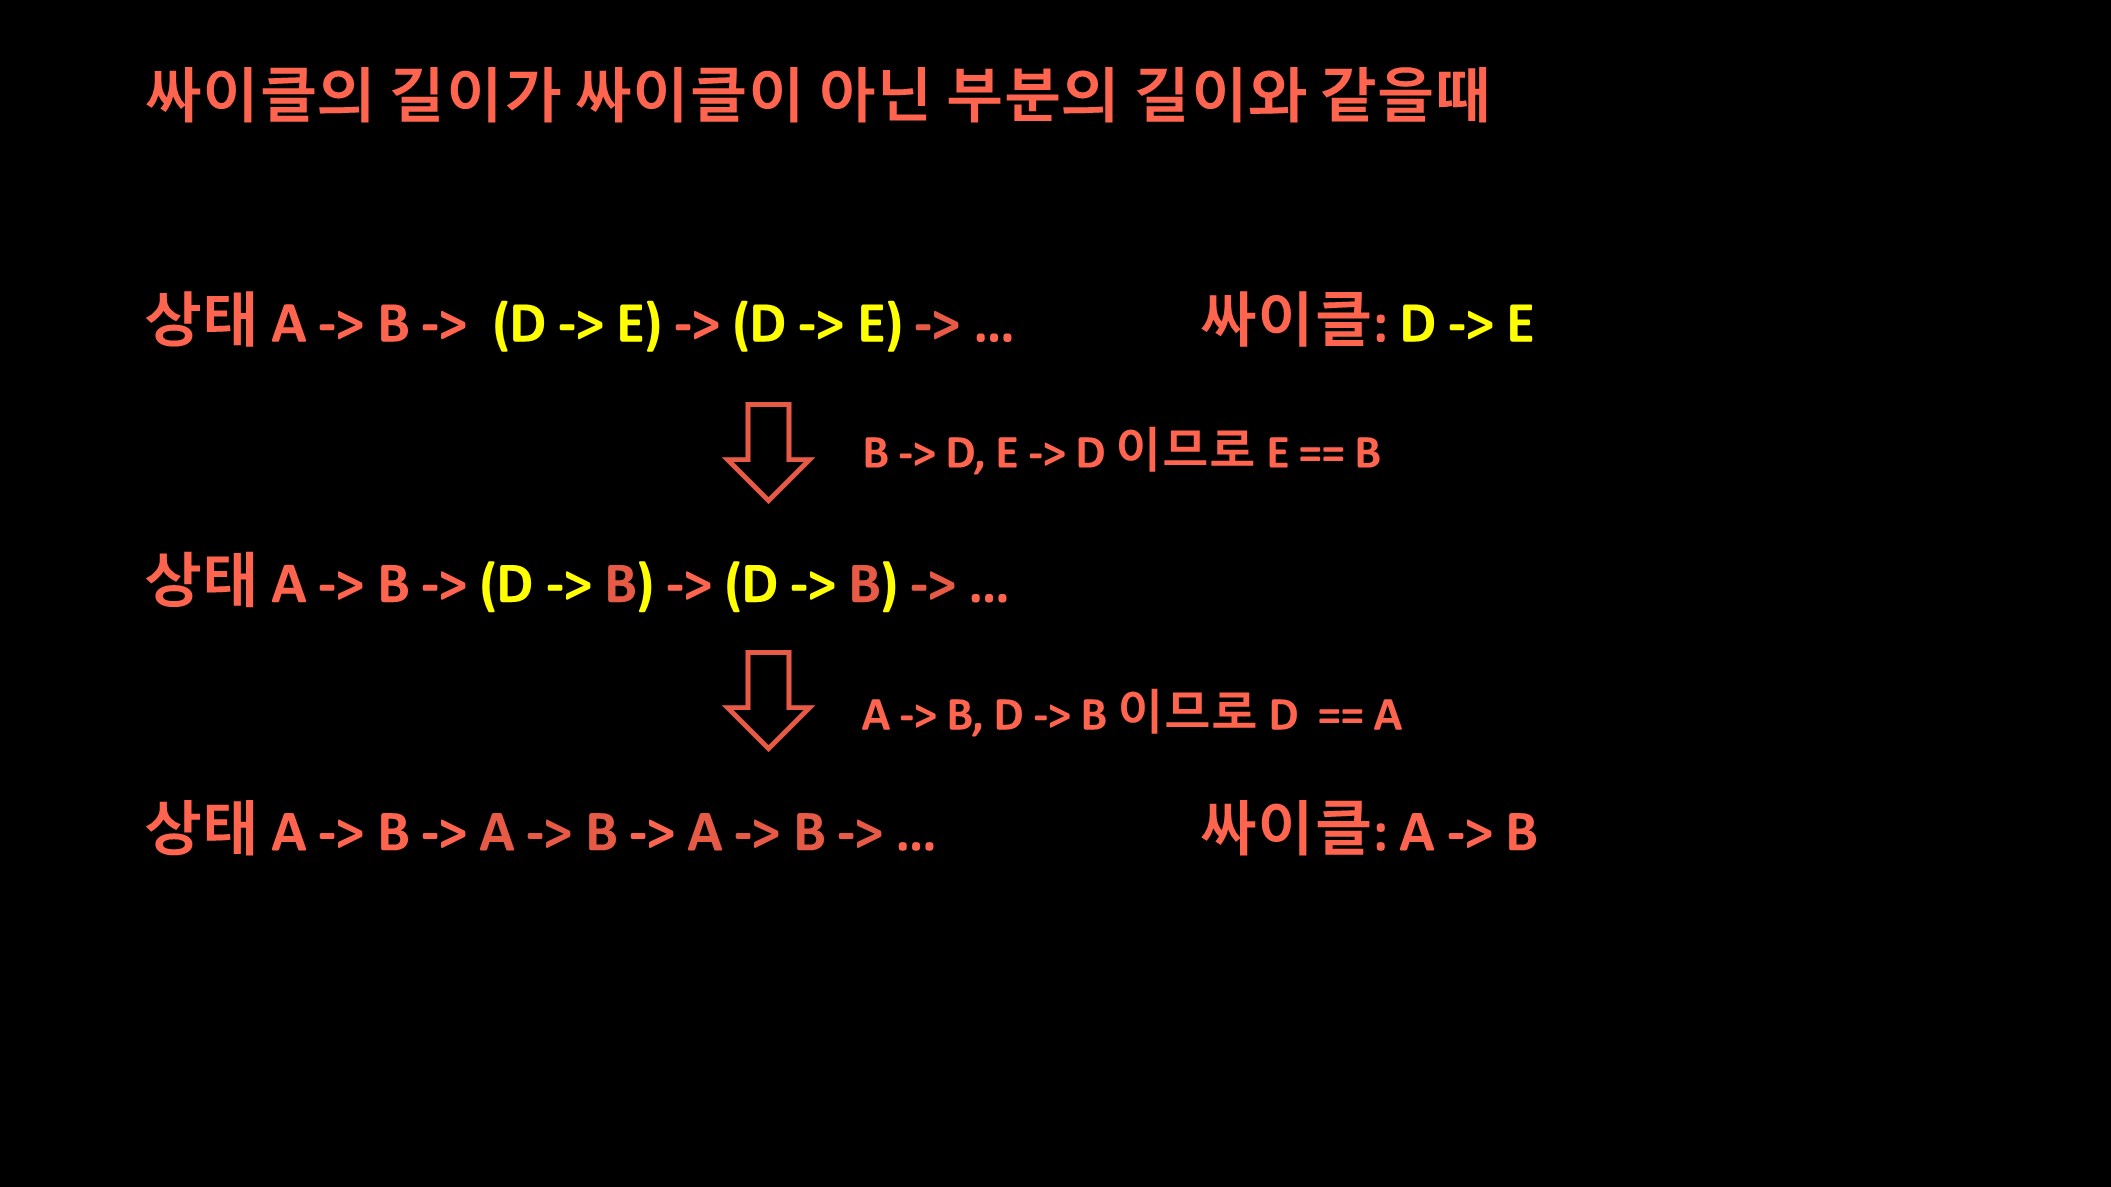 싸이클의 길이가 싸이클이 아닌 부분의 길이와 같을때
상태 A -> B -> (D -> E) -> (D -> E) -> ... 싸이클: D -> E
B -> D, E -> D 이므로 E == B
상태 A -> B -> (D -> B) -> (D -> B) -> ...
A -> B, D -> B 이므로 D == A
상태 A -> B -> A -> B -> A -> B -> ... 싸이클: A -> B